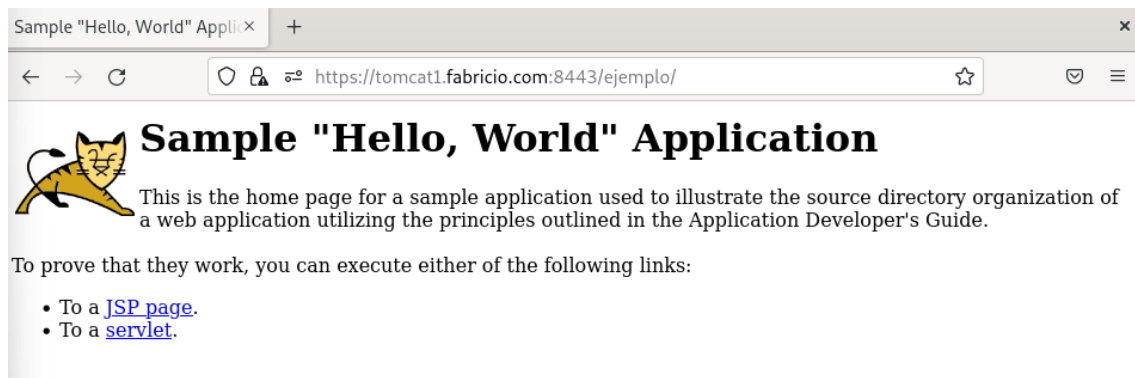 Sample "Hello, World" Applic
https://tomcat1.fabricio.com:8443/ejemplo/
Sample "Hello, World" Application
This is the home page for a sample application used to illustrate the source directory organization of
a web application utilizing the principles outlined in the Application Developer's Guide.
To prove that they work, you can execute either of the following links:
• To a JSP page.
• To a servlet.